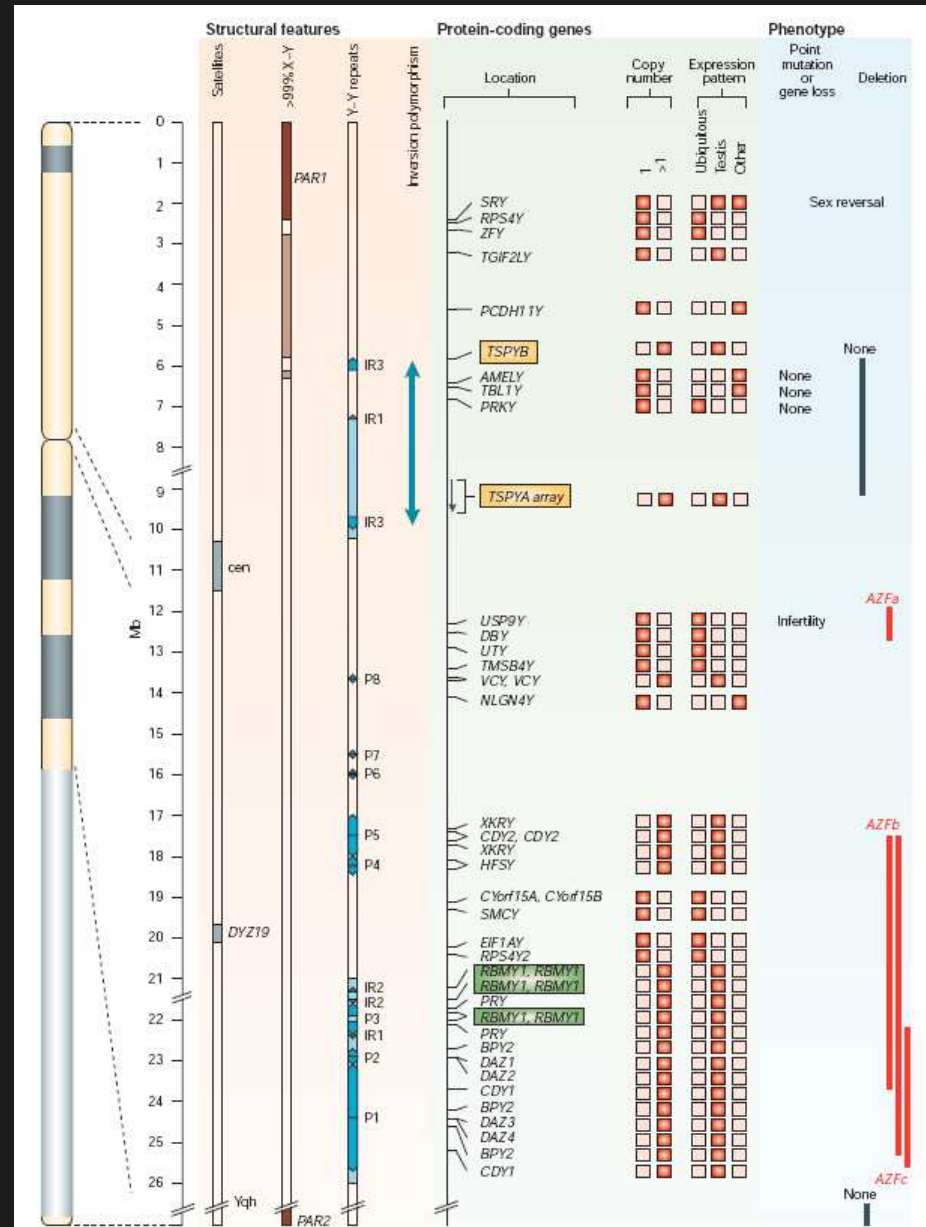 Structural features
Protein-coding genes
Phenotype
Satellites
>99% X–Y
Y–Y repeats
Inversion polymorphism
Location
Copy number
Expression pattern
Point mutation or gene loss
Deletion
1
>1
Ubiquitous
Testis
Other
Mb
0
1
2
3
4
5
6
7
8
9
10
11
12
13
14
15
16
17
18
19
20
21
22
23
24
25
26
cen
DYZ19
Yqh
PAR1
PAR2
IR3
IR1
IR3
P8
P7
P6
P5
P4
IR2
IR2
P3
IR1
P2
P1
SRY
RPS4Y
ZFY
TGIF2LY
PCDH11Y
TSPYB
AMELY
TBL1Y
PRKY
TSPYA array
USP9Y
DBY
UTY
TMSB4Y
VCY, VCY
NLGN4Y
XKRY
CDY2, CDY2
XKRY
HFSY
CYorf15A, CYorf15B
SMCY
EIF1AY
RPS4Y2
RBMY1, RBMY1
RBMY1, RBMY1
PRY
RBMY1, RBMY1
PRY
BPY2
DAZ1
DAZ2
CDY1
BPY2
DAZ3
DAZ4
BPY2
CDY1
Sex reversal
None
None
None
None
Infertility
AZFa
AZFb
AZFc
None